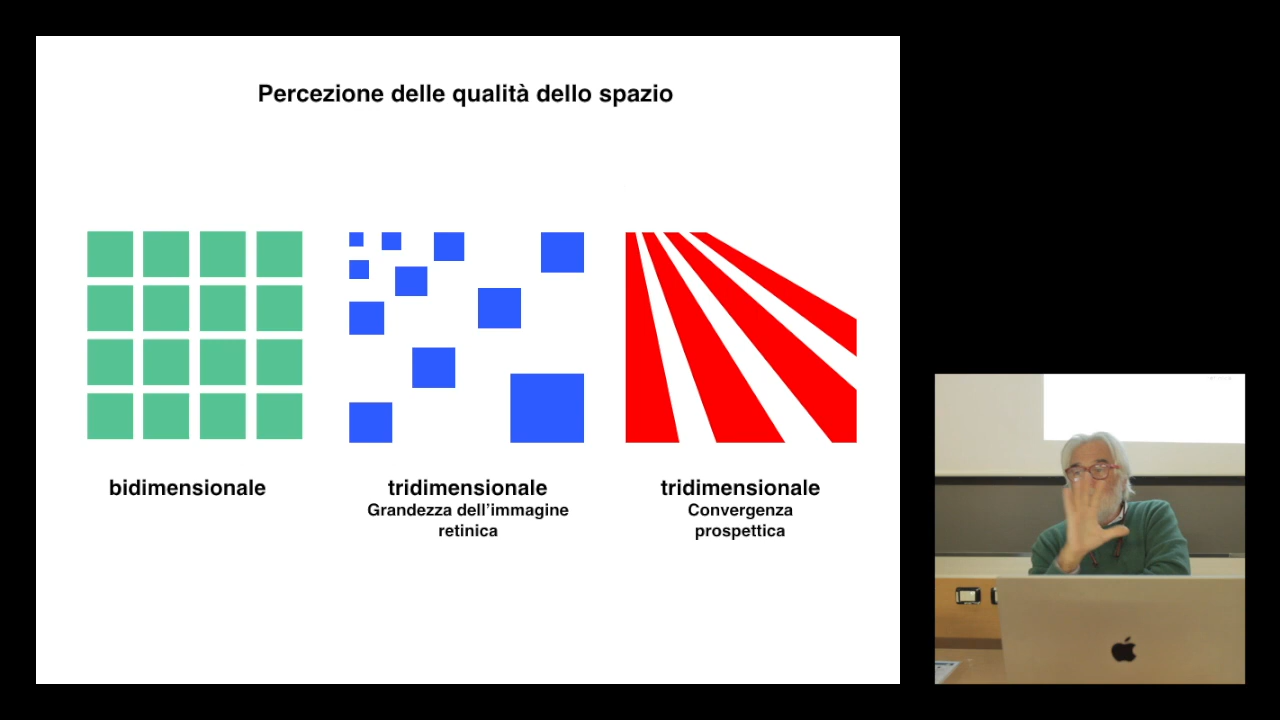 Percezione delle qualità dello spazio
bidimensionale
tridimensionale
Grandezza dell’immagine
retinica
tridimensionale
Convergenza
prospettica